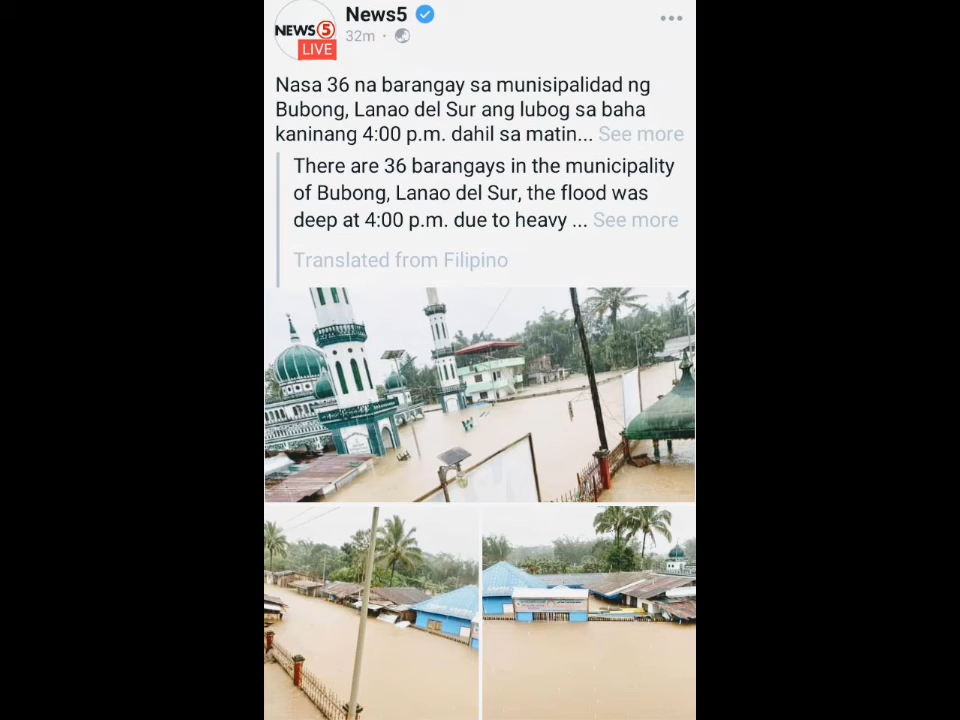 NEWS5
LIVE
News5
32m ·
Nasa 36 na barangay sa munisipalidad ng
Bubong, Lanao del Sur ang lubog sa baha
kaninang 4:00 p.m. dahil sa matin... See more
There are 36 barangays in the municipality
of Bubong, Lanao del Sur, the flood was
deep at 4:00 p.m. due to heavy ... See more
Translated from Filipino